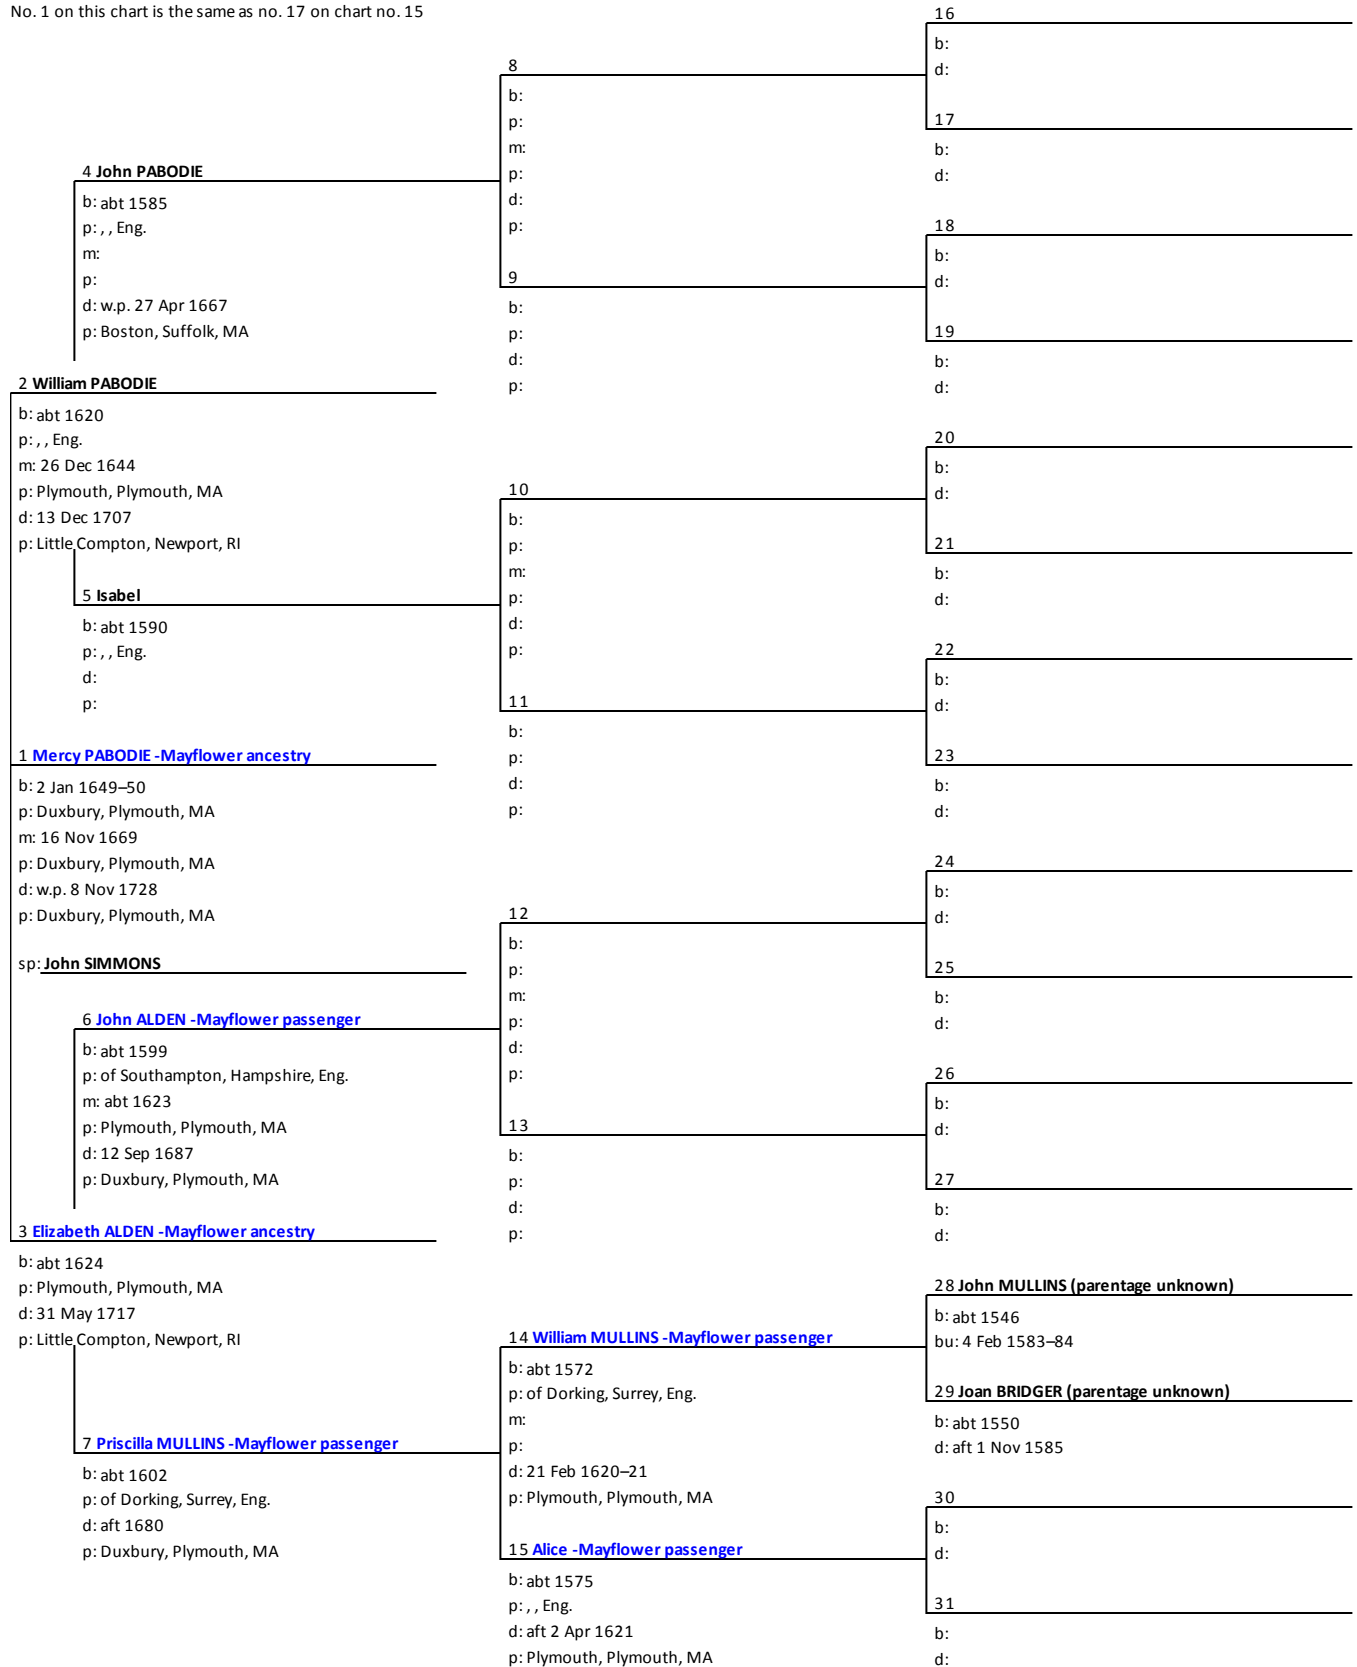 No. 1 on this chart is the same as no. 17 on chart no. 15
4 John PABODIE
b: abt 1585
p: , , Eng.
m:
p:
d: w.p. 27 Apr 1667
p: Boston, Suffolk, MA
2 William PABODIE
b: abt 1620
p: , , Eng.
m: 26 Dec 1644
p: Plymouth, Plymouth, MA
d: 13 Dec 1707
p: Little Compton, Newport, RI
5 Isabel
b: abt 1590
p: , , Eng.
d:
p:
1 Mercy PABODIE -Mayflower ancestry
b: 2 Jan 1649–50
p: Duxbury, Plymouth, MA
m: 16 Nov 1669
p: Duxbury, Plymouth, MA
d: w.p. 8 Nov 1728
p: Duxbury, Plymouth, MA
sp: John SIMMONS
6 John ALDEN -Mayflower passenger
b: abt 1599
p: of Southampton, Hampshire, Eng.
m: abt 1623
p: Plymouth, Plymouth, MA
d: 12 Sep 1687
p: Duxbury, Plymouth, MA
3 Elizabeth ALDEN -Mayflower ancestry
b: abt 1624
p: Plymouth, Plymouth, MA
d: 31 May 1717
p: Little Compton, Newport, RI
7 Priscilla MULLINS -Mayflower passenger
b: abt 1602
p: of Dorking, Surrey, Eng.
d: aft 1680
p: Duxbury, Plymouth, MA
8
b:
p:
m:
p:
d:
p:
9
b:
p:
d:
p:
10
b:
p:
m:
p:
d:
p:
11
b:
p:
d:
p:
12
b:
p:
m:
p:
d:
p:
13
b:
p:
d:
p:
14 William MULLINS -Mayflower passenger
b: abt 1572
p: of Dorking, Surrey, Eng.
m:
p:
d: 21 Feb 1620–21
p: Plymouth, Plymouth, MA
15 Alice -Mayflower passenger
b: abt 1575
p: , , Eng.
d: aft 2 Apr 1621
p: Plymouth, Plymouth, MA
16
b:
d:
17
b:
d:
18
b:
d:
19
b:
d:
20
b:
d:
21
b:
d:
22
b:
d:
23
b:
d:
24
b:
d:
25
b:
d:
26
b:
d:
27
b:
d:
28 John MULLINS (parentage unknown)
b: abt 1546
bu: 4 Feb 1583–84
29 Joan BRIDGER (parentage unknown)
b: abt 1550
d: aft 1 Nov 1585
30
b:
d:
31
b:
d: